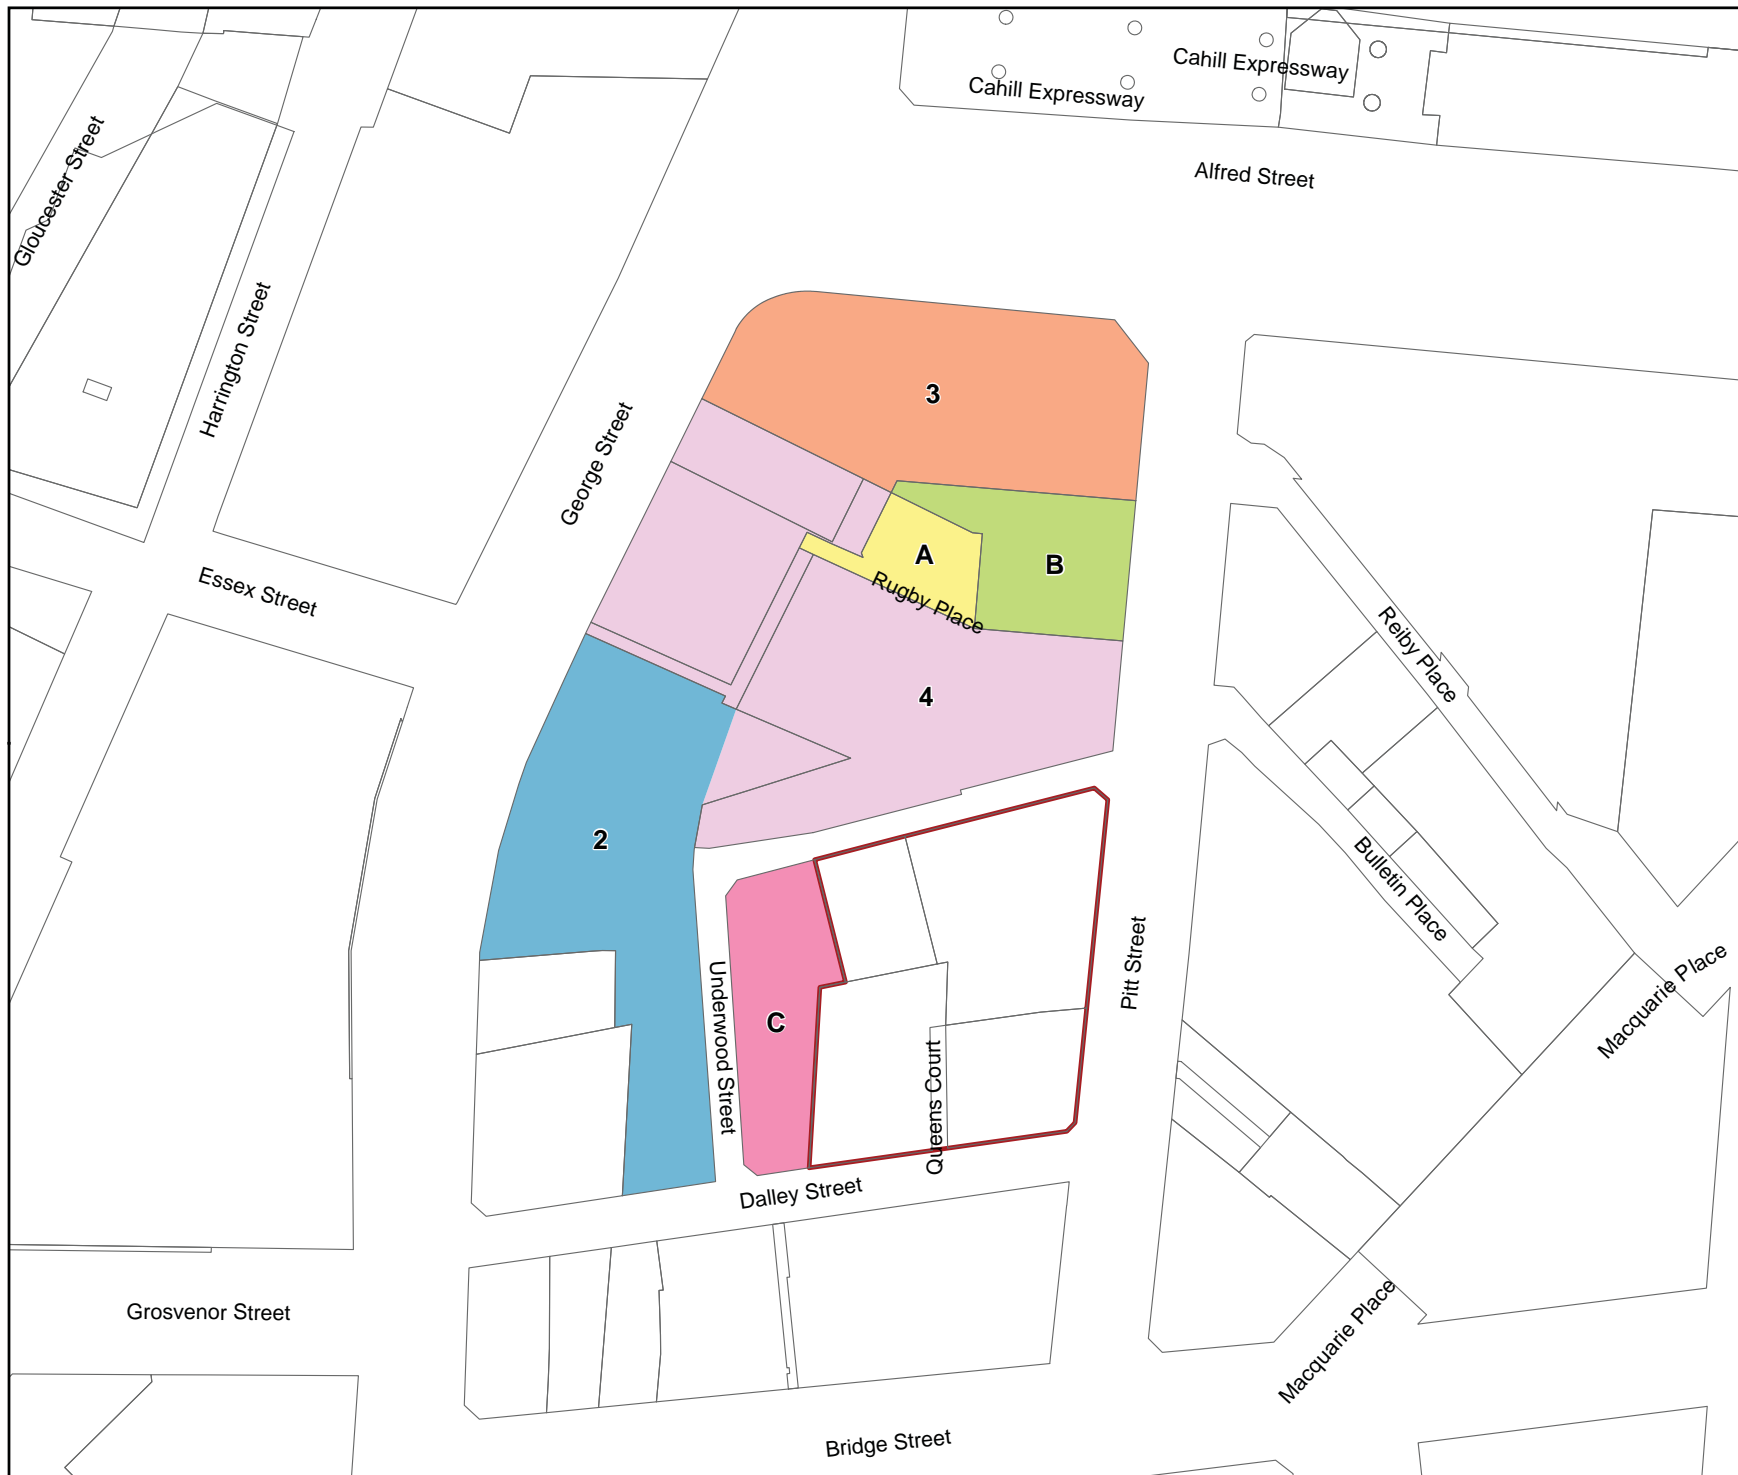 Cahill Expressway
Cahill Expressway
Alfred Street
Gloucester Street
Harrington Street
George Street
3
A
B
Rugby Place
Essex Street
Reiby Place
4
2
Bulletin Place
Pitt Street
Macquarie Place
C
Underwood Street
Queens Court
Dalley Street
Grosvenor Street
Macquarie Place
Bridge Street